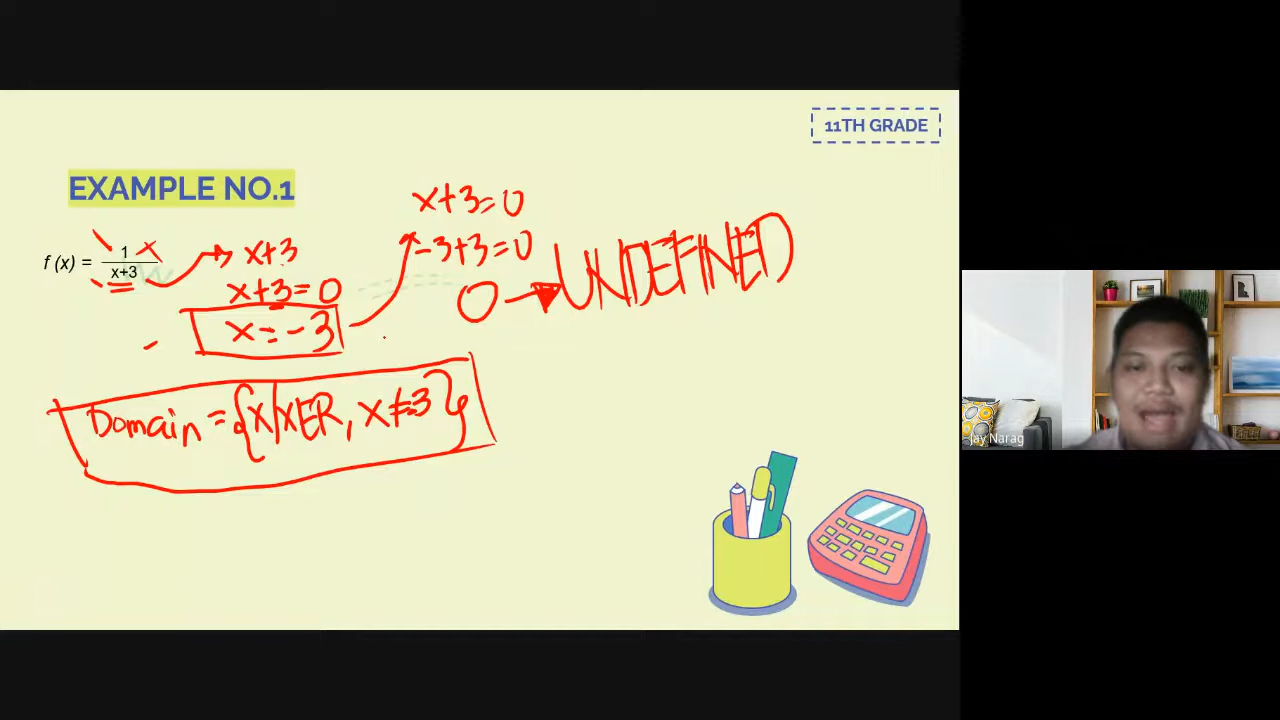 11TH GRADE
EXAMPLE NO.1
f (x) = 1
x+3
x+3
x+3=0
x=-3
x+3=0
-3+3=0
0 → UNDEFINED
Domain = {x|x∈R, x≠-3}
Jay Narag